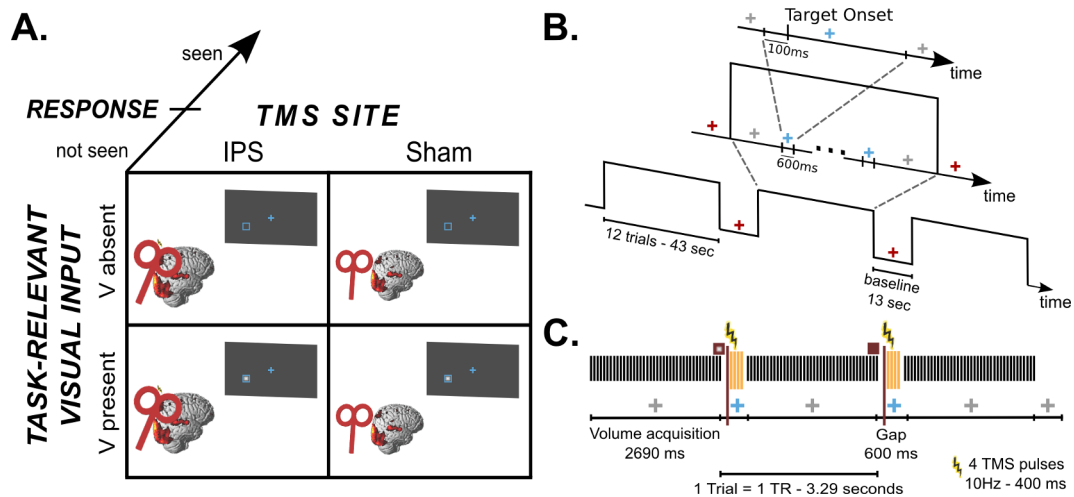 A.
seen
RESPONSE
not seen
TMS SITE
IPS
Sham
TASK-RELEVANT
VISUAL INPUT
V absent
V present
B.
Target Onset
100ms
time
600ms
time
12 trials - 43 sec
baseline
13 sec
time
C.
Volume acquisition
2690 ms
Gap
600 ms
1 Trial = 1 TR - 3.29 seconds
4 TMS pulses
10Hz - 400 ms